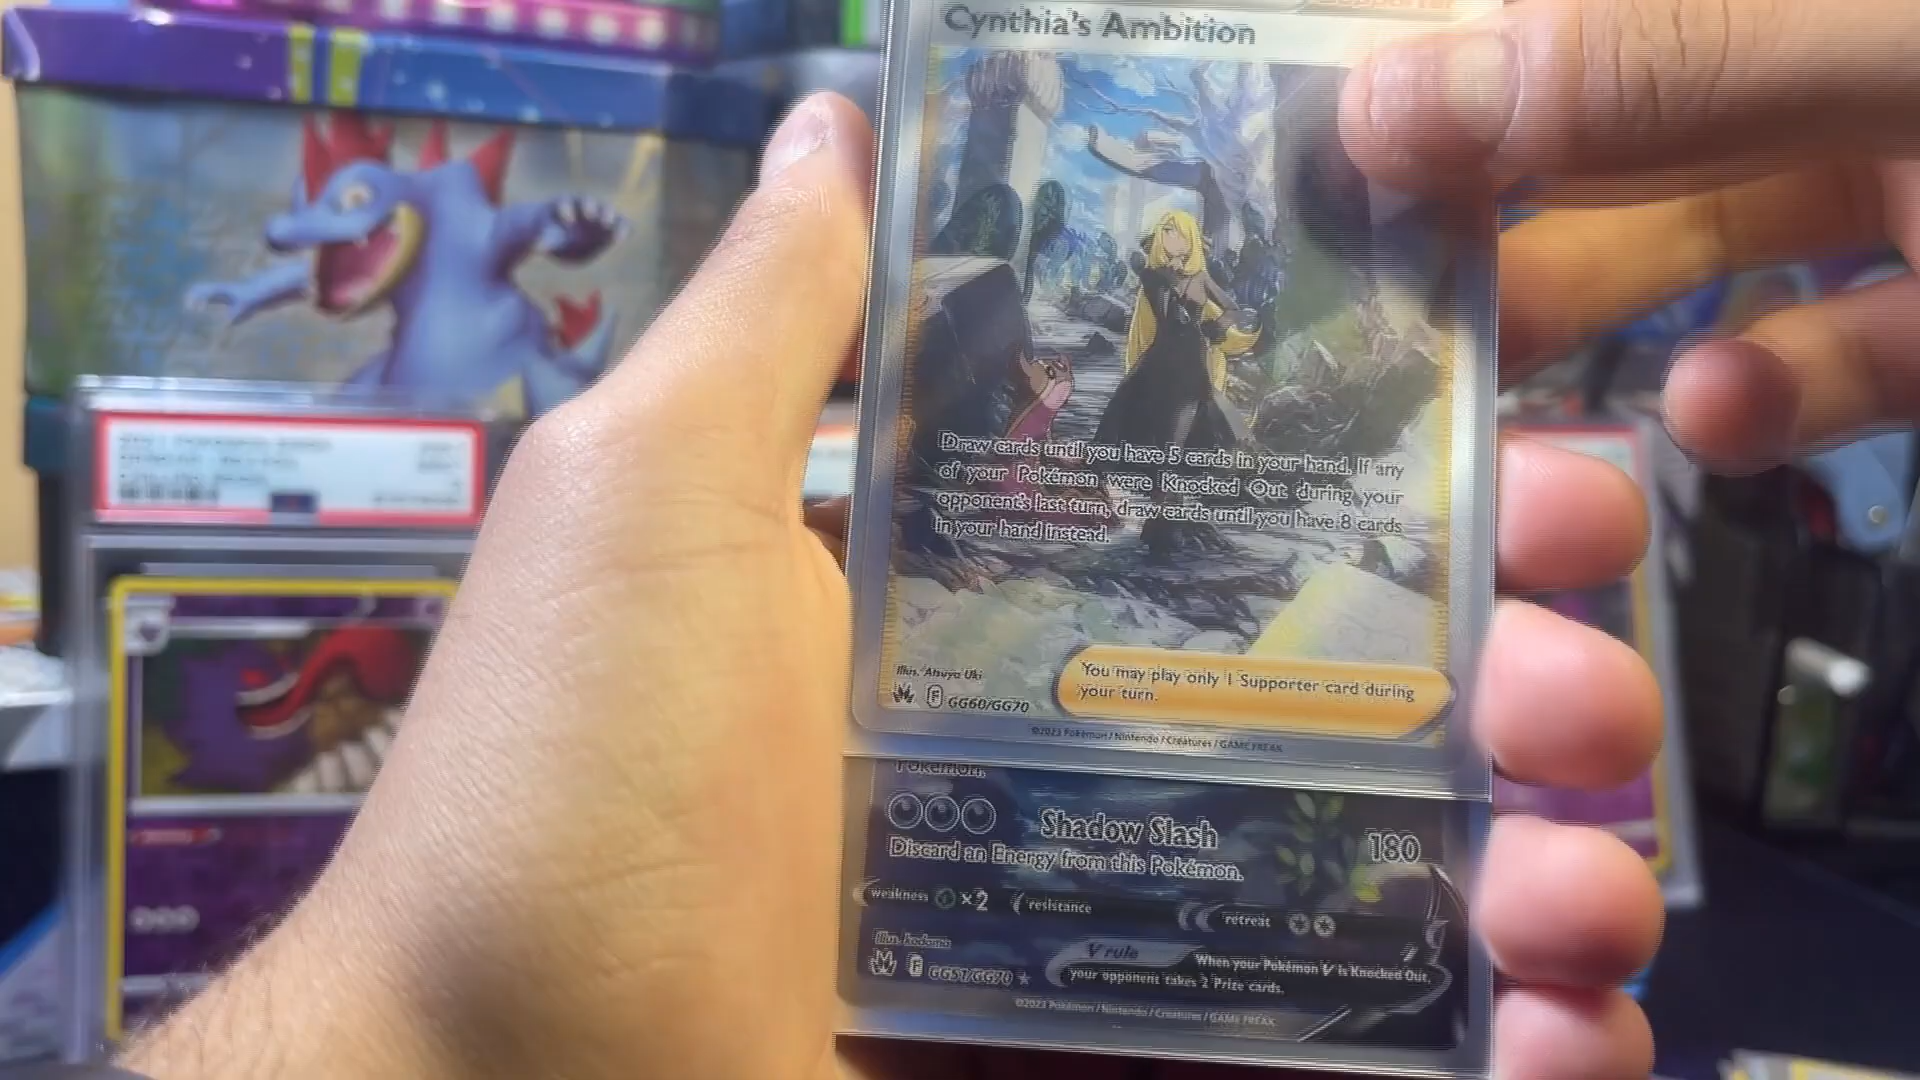 Cynthia's Ambition
Draw cards until you have 5 cards in your hand. If any
of your Pokémon were Knocked Out during your
opponent's last turn, draw cards until you have 8 cards
in your hand instead.
Illus. Atsuya Uki
F GG60/GG70
You may play only 1 Supporter card during
your turn.
©2023 Pokémon / Nintendo / Creatures / GAME FREAK
Pokémon.
Shadow Slash 180
Discard an Energy from this Pokémon.
weakness ×2 resistance retreat
Illus. kodama
F GG51/GG70
V rule
When your Pokémon V is Knocked Out,
your opponent takes 2 Prize cards.
©2023 Pokémon / Nintendo / Creatures / GAME FREAK